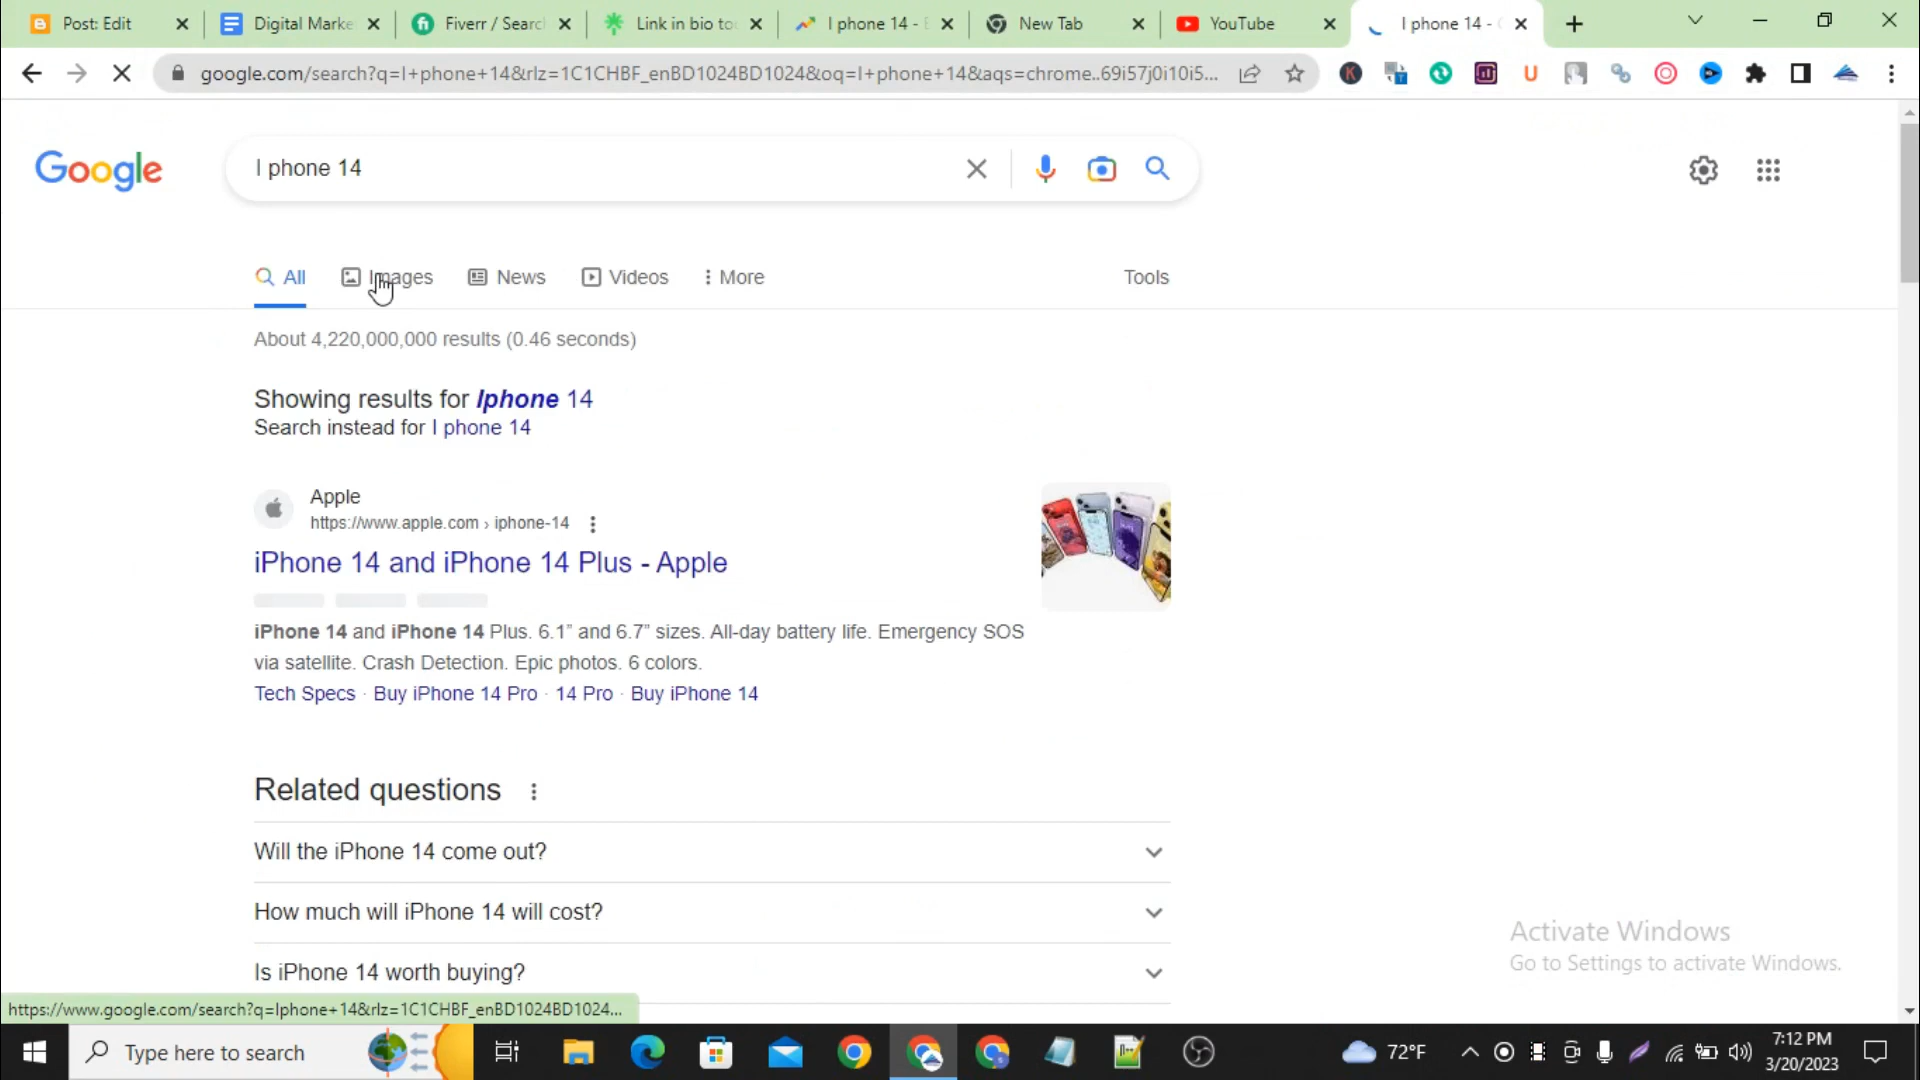 Post: Edit
Digital Marke
Fiverr / Searc
Link in bio to
I phone 14 -
New Tab
YouTube
I phone 14 -
google.com/search?q=I+phone+14&rlz=1C1CHBF_enBD1024BD1024&oq=I+phone+14&aqs=chrome..69i57j0i10i5...
Google
I phone 14
All
Images
News
Videos
More
Tools
About 4,220,000,000 results (0.46 seconds)
Showing results for Iphone 14
Search instead for I phone 14
Apple
https://www.apple.com › iphone-14
iPhone 14 and iPhone 14 Plus - Apple
iPhone 14 and iPhone 14 Plus. 6.1” and 6.7” sizes. All-day battery life. Emergency SOS
via satellite. Crash Detection. Epic photos. 6 colors.
Tech Specs · Buy iPhone 14 Pro · 14 Pro · Buy iPhone 14
Related questions
Will the iPhone 14 come out?
How much will iPhone 14 will cost?
Is iPhone 14 worth buying?
Activate Windows
Go to Settings to activate Windows.
https://www.google.com/search?q=Iphone+14&rlz=1C1CHBF_enBD1024BD1024...
Type here to search
72°F
7:12 PM
3/20/2023